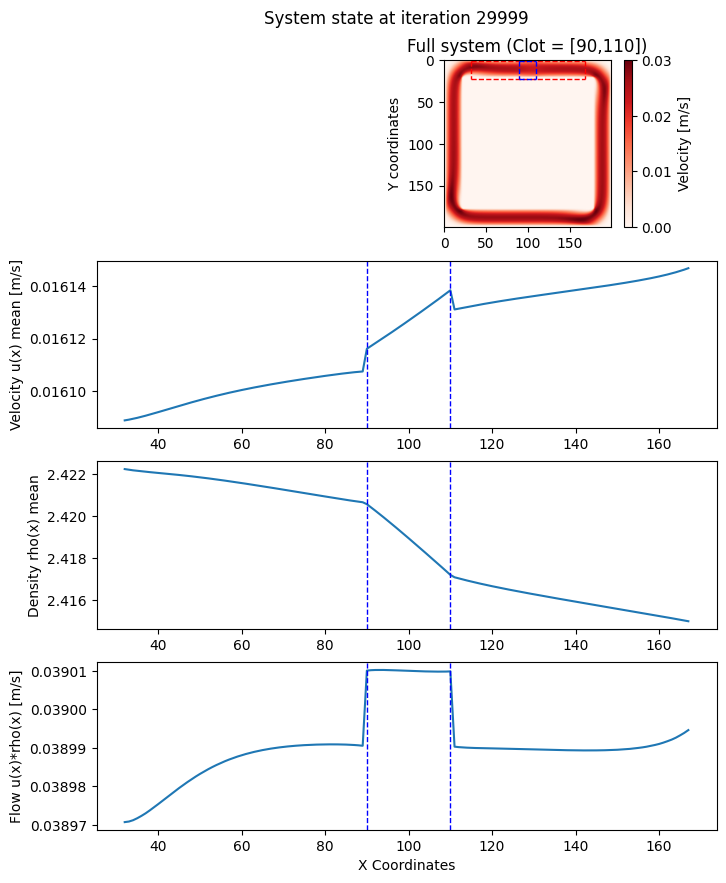 System state at iteration 29999
Full system (Clot = [90,110])
Y coordinates
0
50
100
150
0 50 100 150
0.03
0.02
0.01
0.00
Velocity [m/s]
Velocity u(x) mean [m/s]
0.01614
0.01612
0.01610
40 60 80 100 120 140 160
Density rho(x) mean
2.422
2.420
2.418
2.416
40 60 80 100 120 140 160
Flow u(x)*rho(x) [m/s]
0.03901
0.03900
0.03899
0.03898
0.03897
40 60 80 100 120 140 160
X Coordinates